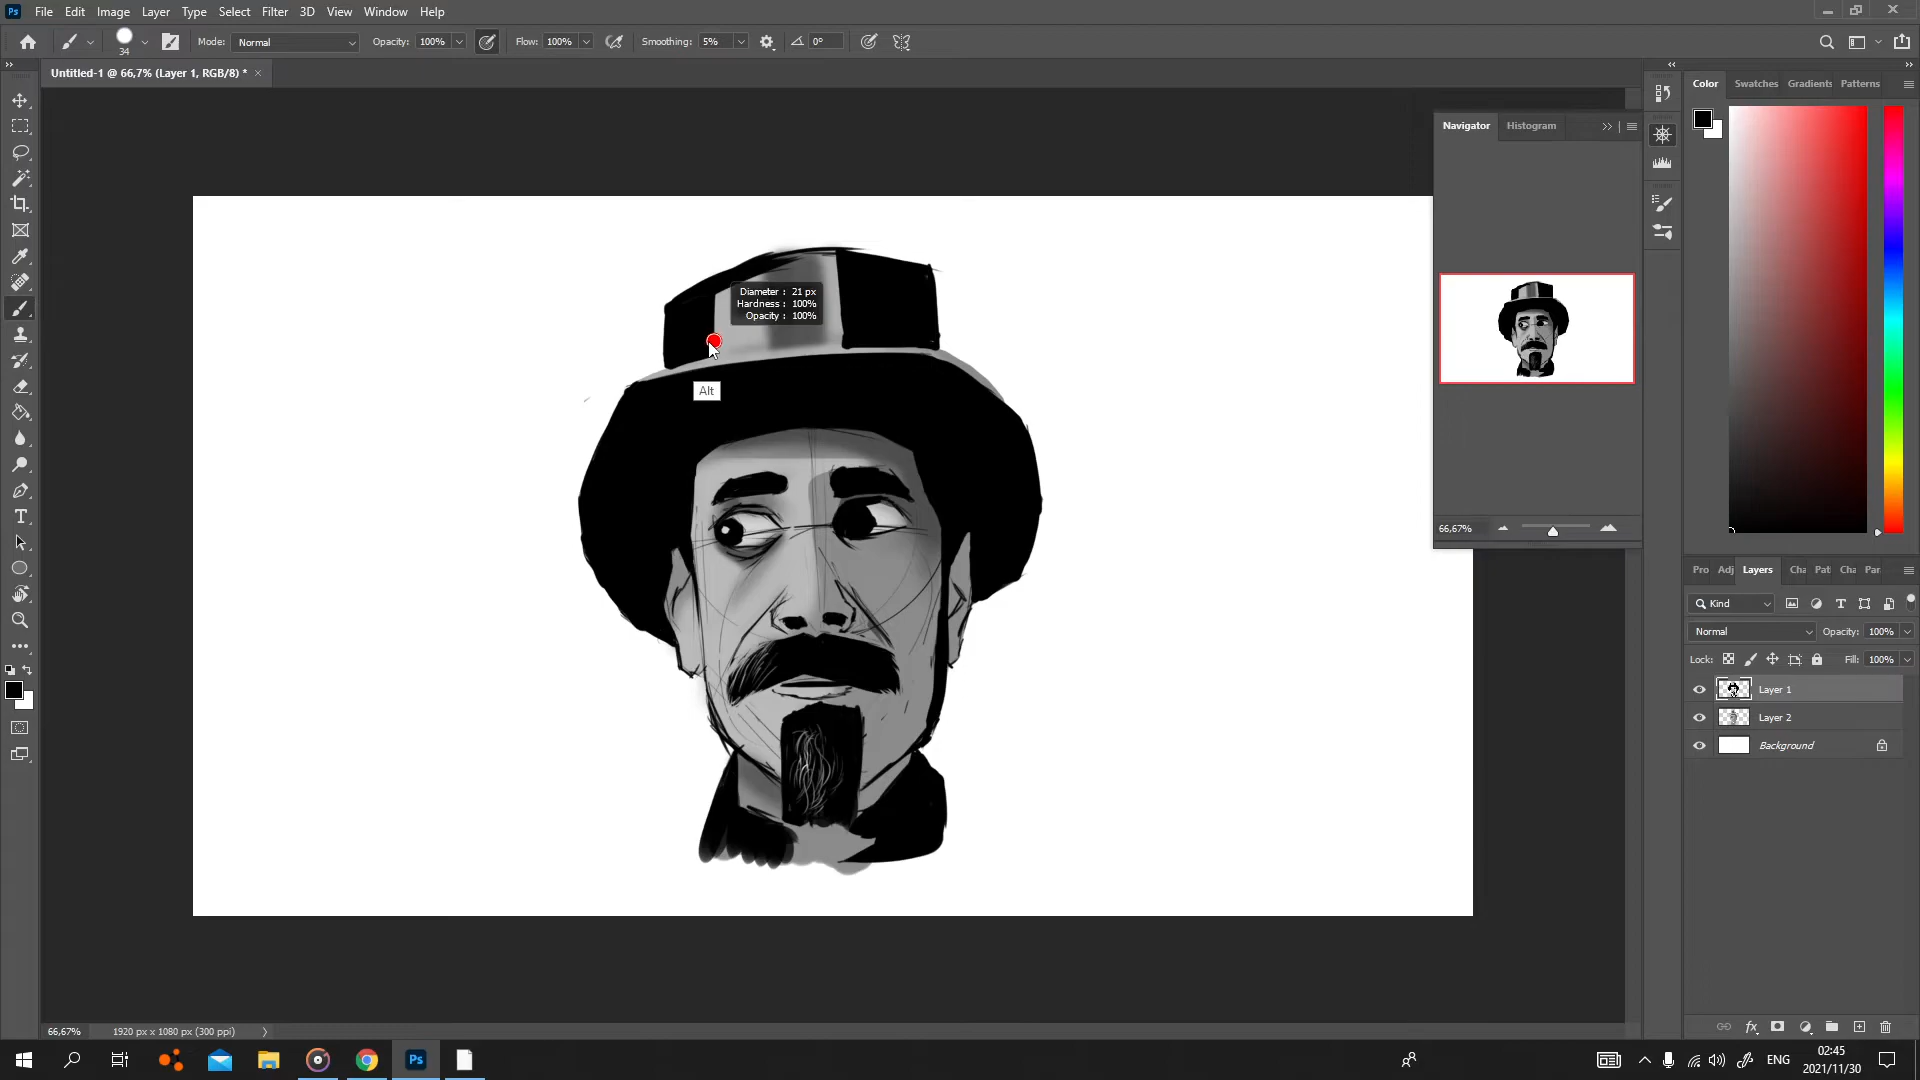 Ps File Edit Image Layer Type Select Filter 3D View Window Help
34 Mode: Normal Opacity: 100% Flow: 100% Smoothing: 5% 0°
Untitled-1 @ 66,7% (Layer 1, RGB/8) * ×
Color Swatches Gradients Patterns
Navigator Histogram
Diameter : 21 px
Hardness : 100%
Opacity : 100%
Alt
66,67%
Pro Adj Layers Cha Pat Cha Par
Kind
Normal Opacity: 100%
Lock: Fill: 100%
Layer 1
Layer 2
Background
fx
66,67% 1920 px x 1080 px (300 ppi)
Ps ENG 02:45
2021/11/30